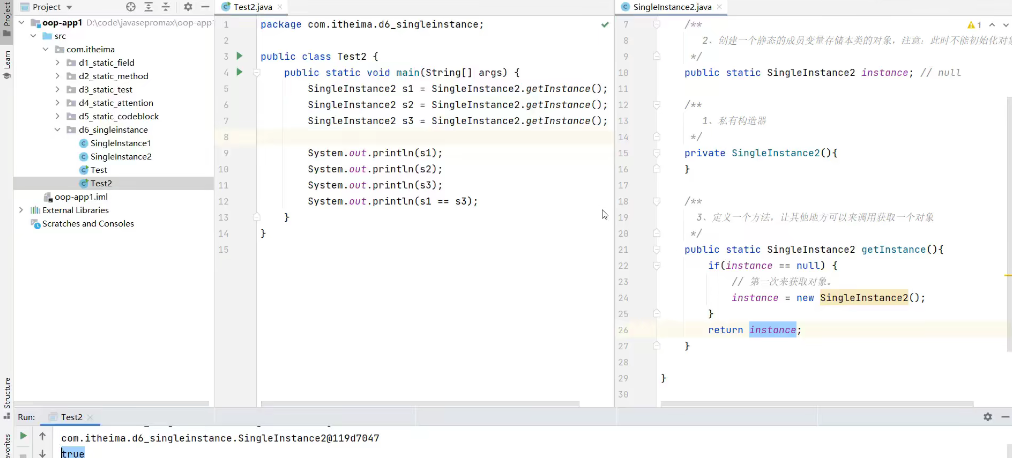 Project
Project
oop-app1 D:\code\javasepromax\oop-app1
src
com.itheima
d1_static_field
d2_static_method
d3_static_test
d4_static_attention
d5_static_codeblock
d6_singleinstance
SingleInstance1
SingleInstance2
Test
Test2
oop-app1.iml
External Libraries
Scratches and Consoles
Learn
Structure
Test2.java
1 package com.itheima.d6_singleinstance;
2
3 public class Test2 {
4 public static void main(String[] args) {
5 SingleInstance2 s1 = SingleInstance2.getInstance();
6 SingleInstance2 s2 = SingleInstance2.getInstance();
7 SingleInstance2 s3 = SingleInstance2.getInstance();
8
9 System.out.println(s1);
10 System.out.println(s2);
11 System.out.println(s3);
12 System.out.println(s1 == s3);
13 }
14 }
15
SingleInstance2.java
1
7 /**
8 2、创建一个静态的成员变量存储本类的对象，注意：此时不能初始化对
9 */
10 public static SingleInstance2 instance; // null
11
12 /**
13 1、私有构造器
14 */
15 private SingleInstance2(){
16 }
17
18 /**
19 3、定义一个方法，让其他地方可以来调用获取一个对象
20 */
21 public static SingleInstance2 getInstance(){
22 if(instance == null) {
23 // 第一次来获取对象。
24 instance = new SingleInstance2();
25 }
26 return instance;
27 }
28
29 }
30
Run: Test2
com.itheima.d6_singleinstance.SingleInstance2@119d7047
true